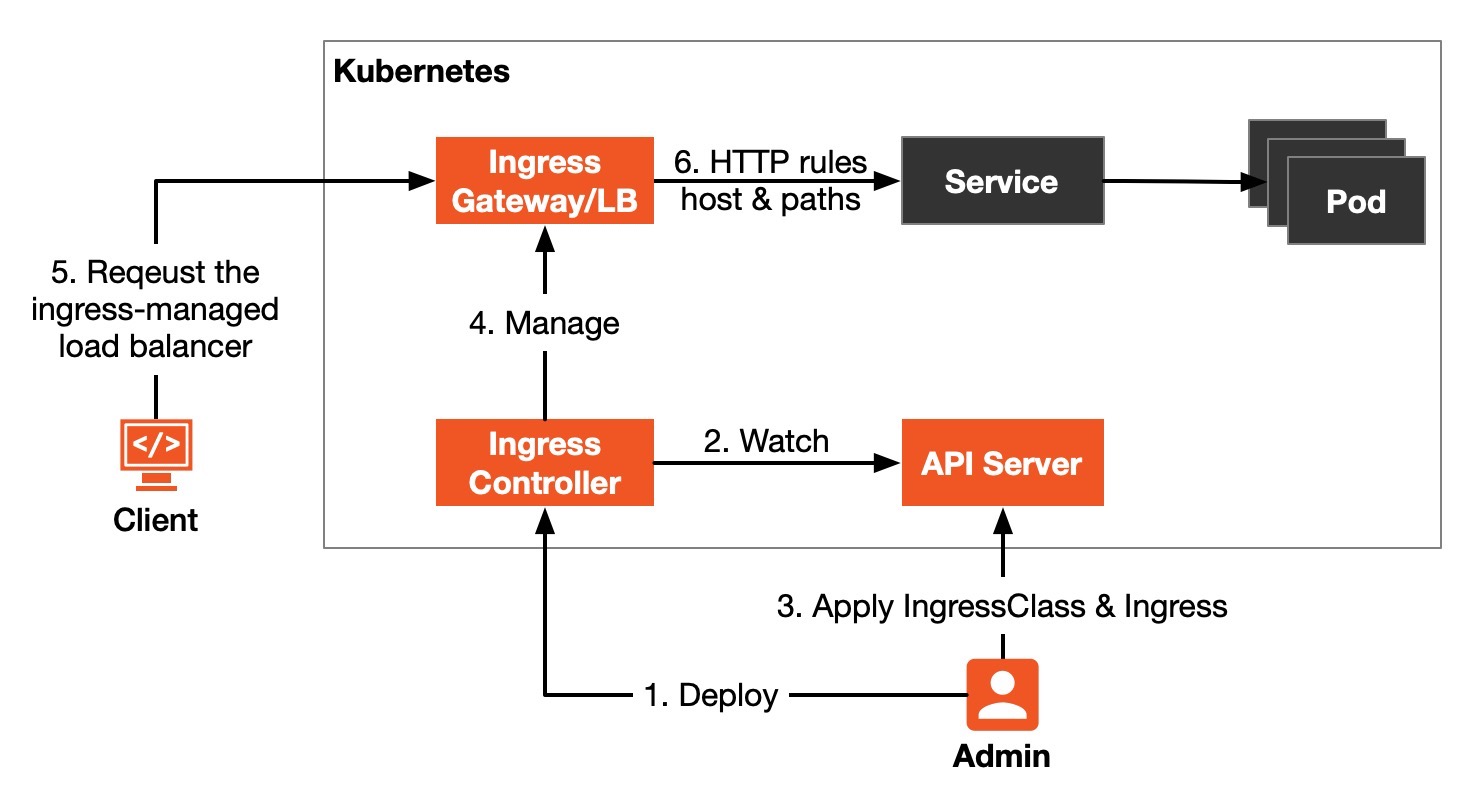 Kubernetes
Ingress
Gateway/LB
6. HTTP rules
host & paths
Service
Pod
5. Reqeust the
ingress-managed
load balancer
4. Manage
</>
Client
Ingress
Controller
2. Watch
API Server
3. Apply IngressClass & Ingress
1. Deploy
Admin